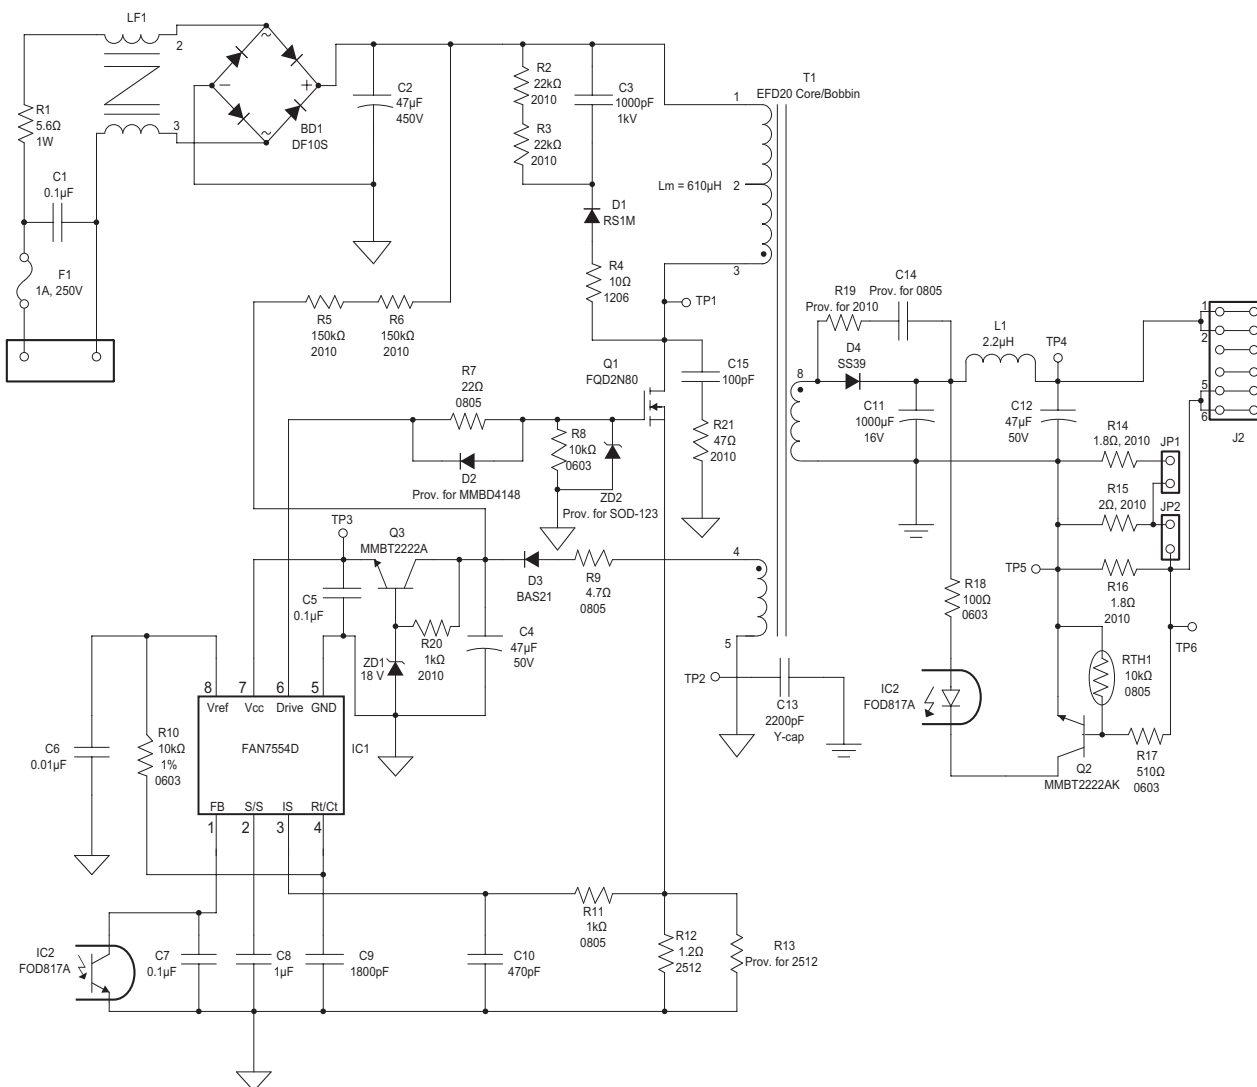 LF1
2
3
R1
5.6Ω
1W
C1
0.1µF
F1
1A, 250V
~
−
+
~
BD1
DF10S
C2
47µF
450V
R2
22kΩ
2010
R3
22kΩ
2010
C3
1000pF
1kV
D1
RS1M
R4
10Ω
1206
T1
EFD20 Core/Bobbin
1
Lm = 610µH
2
3
TP1
R5
150kΩ
2010
R6
150kΩ
2010
R7
22Ω
0805
D2
Prov. for MMBD4148
R8
10kΩ
0603
ZD2
Prov. for SOD-123
Q1
FQD2N80
C15
100pF
R21
47Ω
2010
C14
Prov. for 0805
R19
Prov. for 2010
D4
SS39
8
L1
2.2µH
TP4
C11
1000µF
16V
C12
47µF
50V
R14
1.8Ω, 2010
JP1
R15
2Ω, 2010
JP2
TP5
R16
1.8Ω
2010
TP6
1
2
5
6
J2
TP3
Q3
MMBT2222A
D3
BAS21
R9
4.7Ω
0805
4
5
C5
0.1µF
R20
1kΩ
2010
ZD1
18 V
C4
47µF
50V
TP2
C13
2200pF
Y-cap
R18
100Ω
0603
IC2
FOD817A
RTH1
10kΩ
0805
R17
510Ω
0603
Q2
MMBT2222AK
8 7 6 5
Vref Vcc Drive GND
FAN7554D
IC1
FB S/S IS Rt/Ct
1 2 3 4
R10
10kΩ
1%
0603
C6
0.01µF
IC2
FOD817A
C7
0.1µF
C8
1µF
C9
1800pF
C10
470pF
R11
1kΩ
0805
R12
1.2Ω
2512
R13
Prov. for 2512